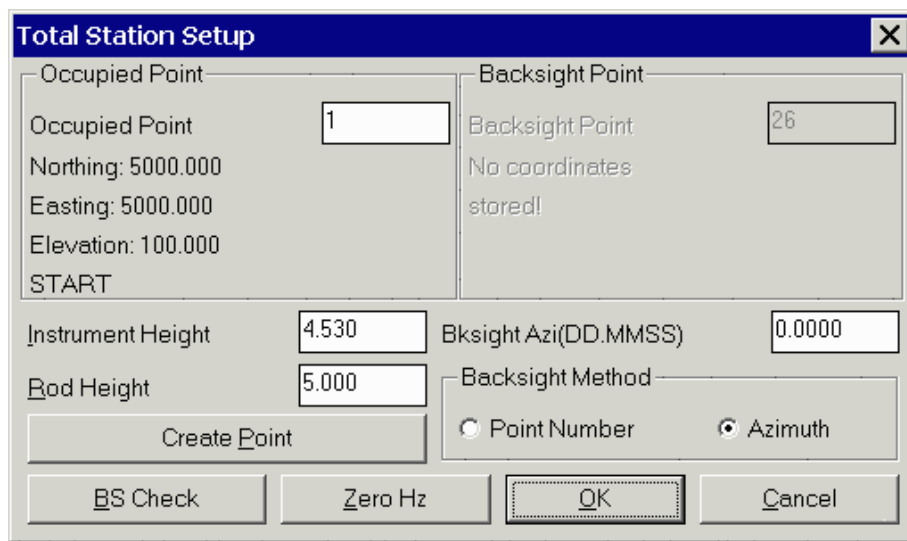 Total Station Setup
Occupied Point
Occupied Point 1
Northing: 5000.000
Easting: 5000.000
Elevation: 100.000
START
Backsight Point
Backsight Point 26
No coordinates
stored!
Instrument Height 4.530
Bksight Azi(DD.MMSS) 0.0000
Rod Height 5.000
Backsight Method
Point Number Azimuth
Create Point
BS Check Zero Hz OK Cancel